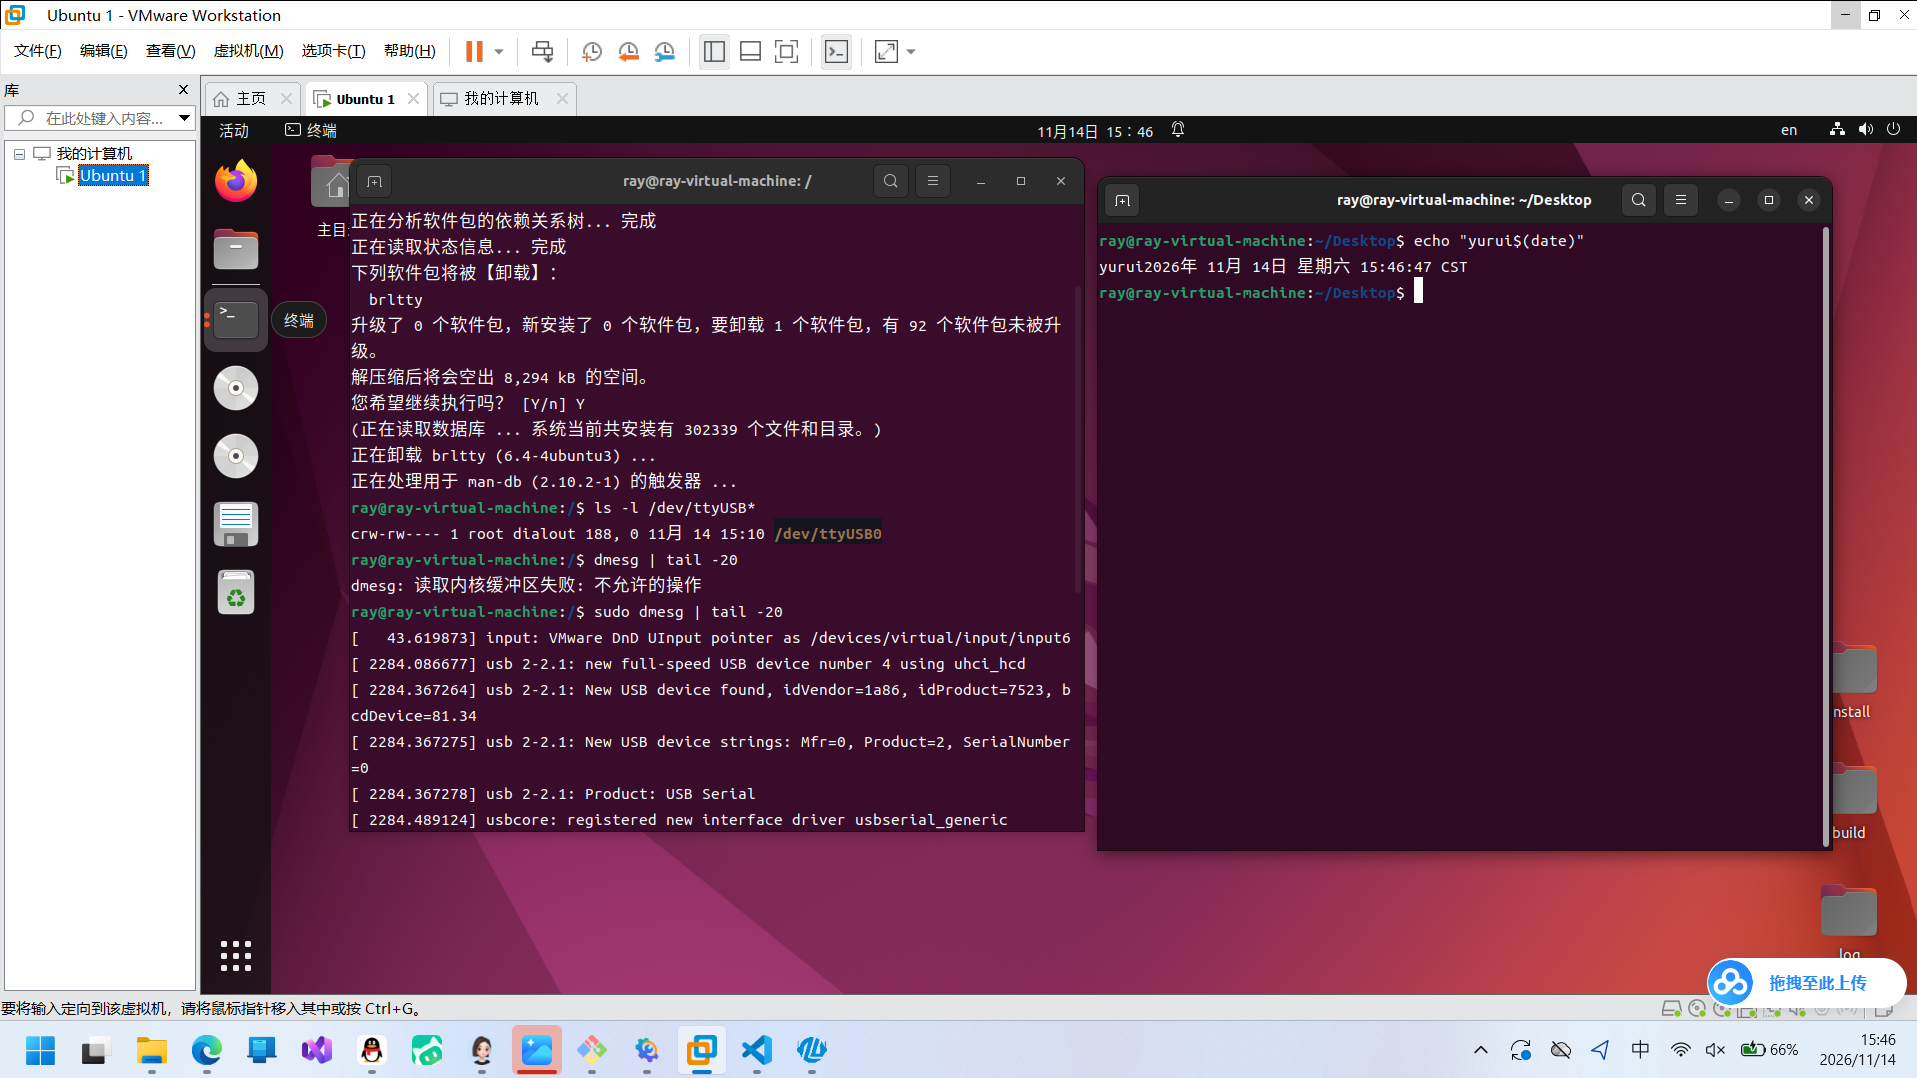 Ubuntu 1 - VMware Workstation
文件(F) 编辑(E) 查看(V) 虚拟机(M) 选项卡(T) 帮助(H)
库
在此处键入内容...
我的计算机
Ubuntu 1
主页
Ubuntu 1
我的计算机
活动
终端
11月14日 15：46
en
主目
终端
ray@ray-virtual-machine: /
正在分析软件包的依赖关系树... 完成
正在读取状态信息... 完成
下列软件包将被【卸载】：
brltty
升级了 0 个软件包，新安装了 0 个软件包，要卸载 1 个软件包，有 92 个软件包未被升
级。
解压缩后将会空出 8,294 kB 的空间。
您希望继续执行吗？ [Y/n] Y
(正在读取数据库 ... 系统当前共安装有 302339 个文件和目录。)
正在卸载 brltty (6.4-4ubuntu3) ...
正在处理用于 man-db (2.10.2-1) 的触发器 ...
ray@ray-virtual-machine:/$ ls -l /dev/ttyUSB*
crw-rw---- 1 root dialout 188, 0 11月 14 15:10 /dev/ttyUSB0
ray@ray-virtual-machine:/$ dmesg | tail -20
dmesg: 读取内核缓冲区失败: 不允许的操作
ray@ray-virtual-machine:/$ sudo dmesg | tail -20
[   43.619873] input: VMware DnD UInput pointer as /devices/virtual/input/input6
[ 2284.086677] usb 2-2.1: new full-speed USB device number 4 using uhci_hcd
[ 2284.367264] usb 2-2.1: New USB device found, idVendor=1a86, idProduct=7523, b
cdDevice=81.34
[ 2284.367275] usb 2-2.1: New USB device strings: Mfr=0, Product=2, SerialNumber
=0
[ 2284.367278] usb 2-2.1: Product: USB Serial
[ 2284.489124] usbcore: registered new interface driver usbserial_generic
ray@ray-virtual-machine: ~/Desktop
ray@ray-virtual-machine:~/Desktop$ echo "yurui$(date)"
yurui2026年 11月 14日 星期六 15:46:47 CST
ray@ray-virtual-machine:~/Desktop$
nstall
build
log
拖拽至此上传
要将输入定向到该虚拟机，请将鼠标指针移入其中或按 Ctrl+G。
中
66%
15:46
2026/11/14